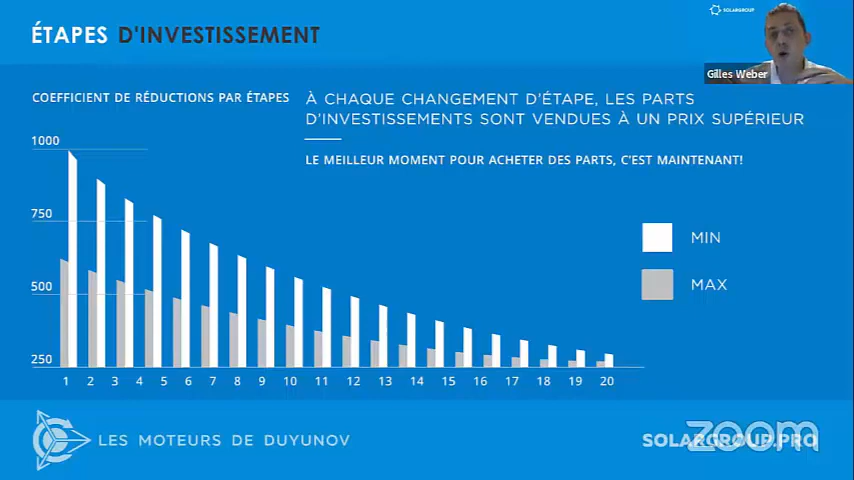 ÉTAPES D'INVESTISSEMENT
SOLARGROUP
Gilles Weber
COEFFICIENT DE RÉDUCTIONS PAR ÉTAPES
À CHAQUE CHANGEMENT D'ÉTAPE, LES PARTS
D'INVESTISSEMENTS SONT VENDUES À UN PRIX SUPÉRIEUR
LE MEILLEUR MOMENT POUR ACHETER DES PARTS, C'EST MAINTENANT!
1000
750
500
250
1 2 3 4 5 6 7 8 9 10 11 12 13 14 15 16 17 18 19 20
MIN
MAX
LES MOTEURS DE DUYUNOV
SOLARGROUP.PRO
zoom